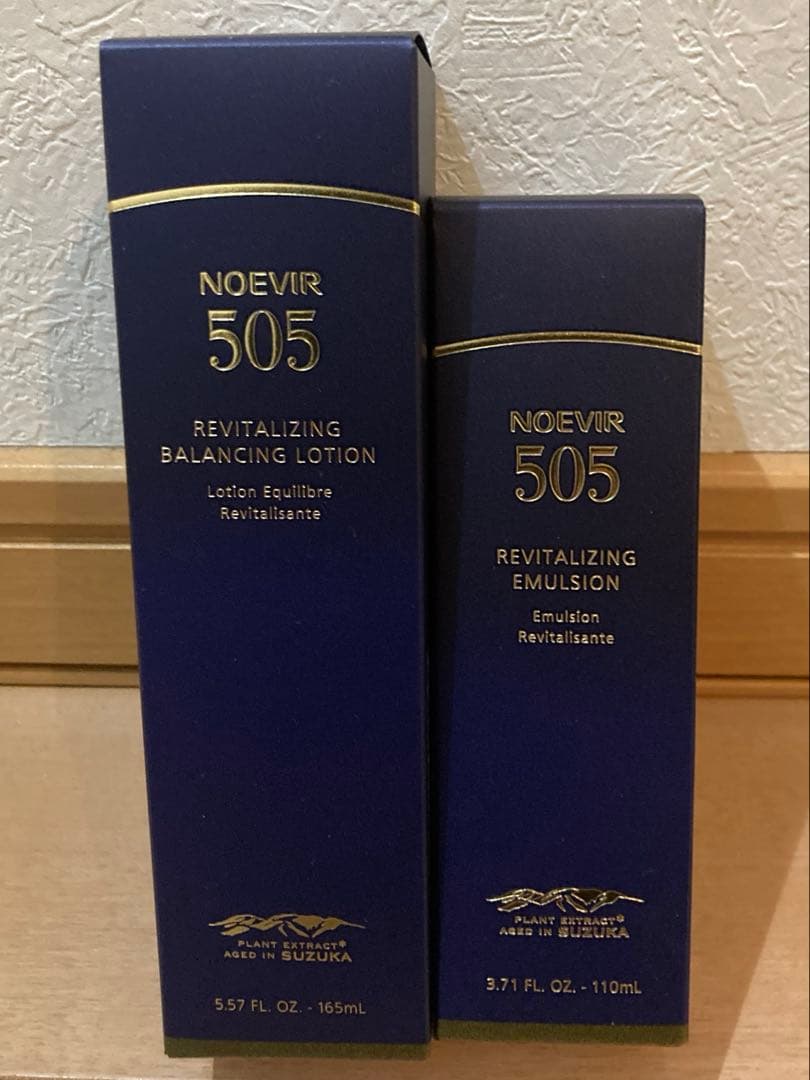 NOEVIR
505
REVITALIZING
BALANCING LOTION
Lotion Equilibre
Revitalisante
PLANT EXTRACT*
AGED IN SUZUKA
5.57 FL. OZ. - 165mL
NOEVIR
505
REVITALIZING
EMULSION
Emulsion
Revitalisante
PLANT EXTRACT*
AGED IN SUZUKA
3.71 FL. OZ. - 110mL